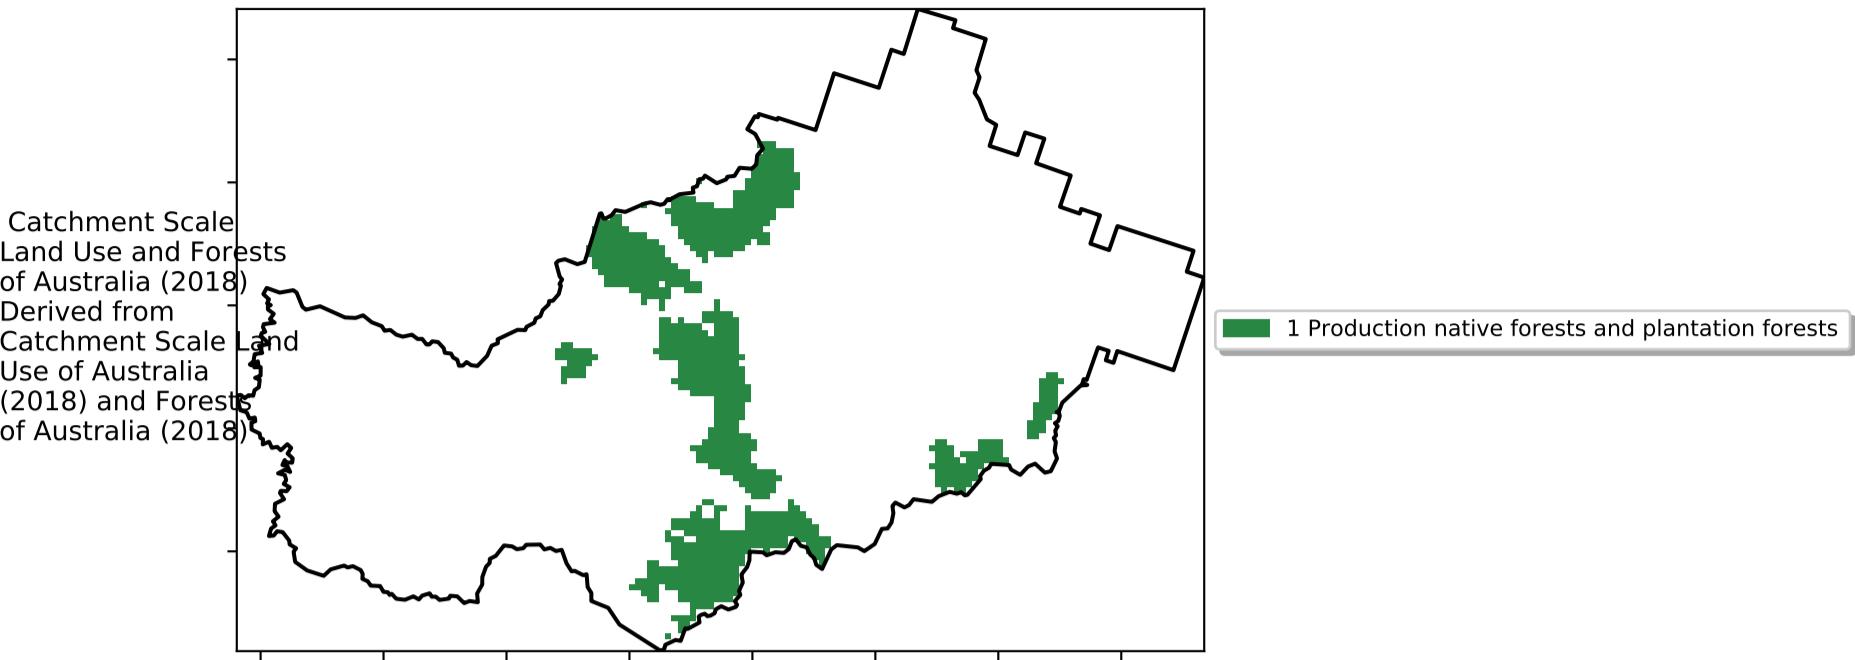 Catchment Scale
Land Use and Forests
of Australia (2018)
Derived from
Catchment Scale Land
Use of Australia
(2018) and Forests
of Australia (2018)
1 Production native forests and plantation forests